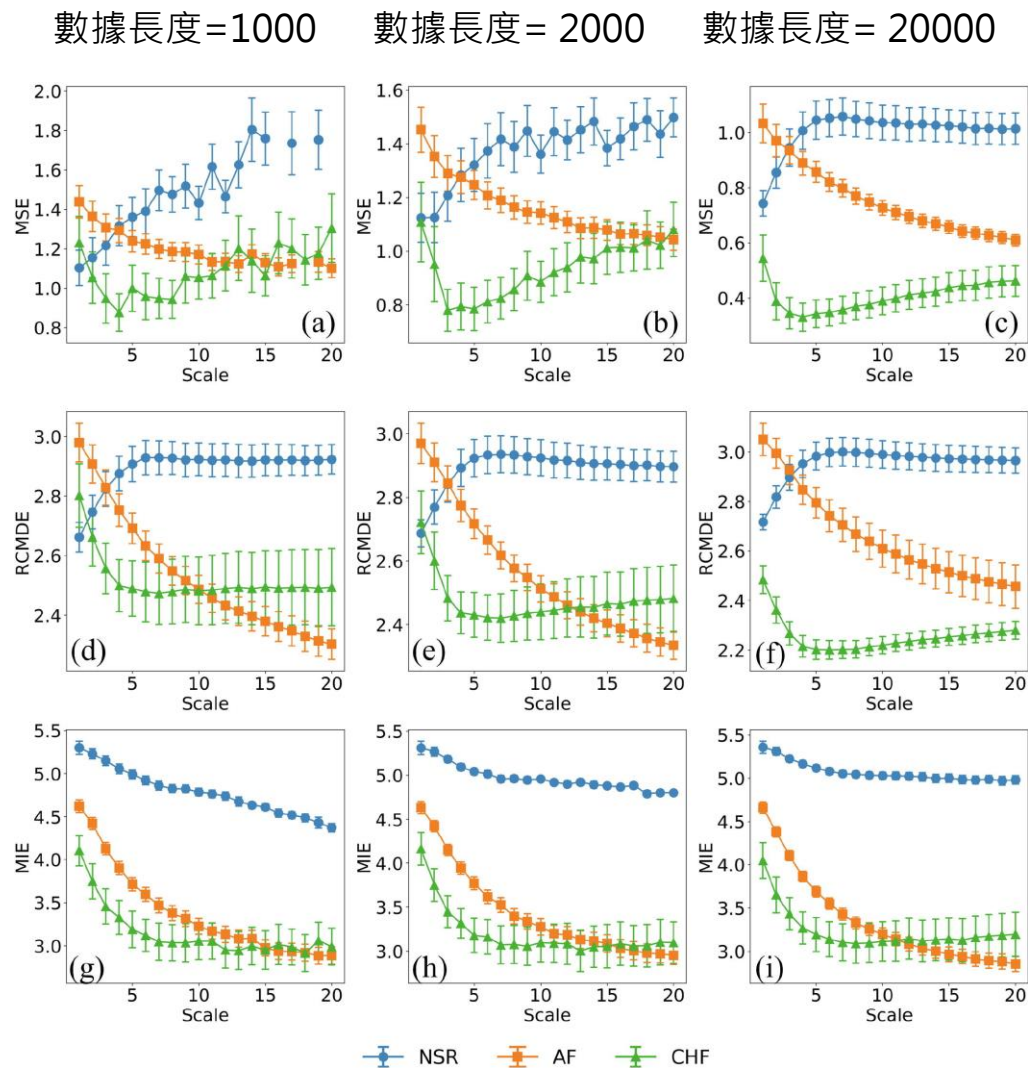 數據長度=1000 數據長度= 2000 數據長度= 20000
2.0
1.8
1.6
1.4
1.2
1.0
0.8
MSE
5 10 15 20
Scale
(a)
1.6
1.4
1.2
1.0
0.8
MSE
5 10 15 20
Scale
(b)
1.0
0.8
0.6
0.4
MSE
5 10 15 20
Scale
(c)
3.0
2.8
2.6
2.4
RCMDE
5 10 15 20
Scale
(d)
3.0
2.8
2.6
2.4
RCMDE
5 10 15 20
Scale
(e)
3.0
2.8
2.6
2.4
2.2
RCMDE
5 10 15 20
Scale
(f)
5.5
5.0
4.5
4.0
3.5
3.0
MIE
5 10 15 20
Scale
(g)
5.5
5.0
4.5
4.0
3.5
3.0
MIE
5 10 15 20
Scale
(h)
5.5
5.0
4.5
4.0
3.5
3.0
MIE
5 10 15 20
Scale
(i)
NSR AF CHF